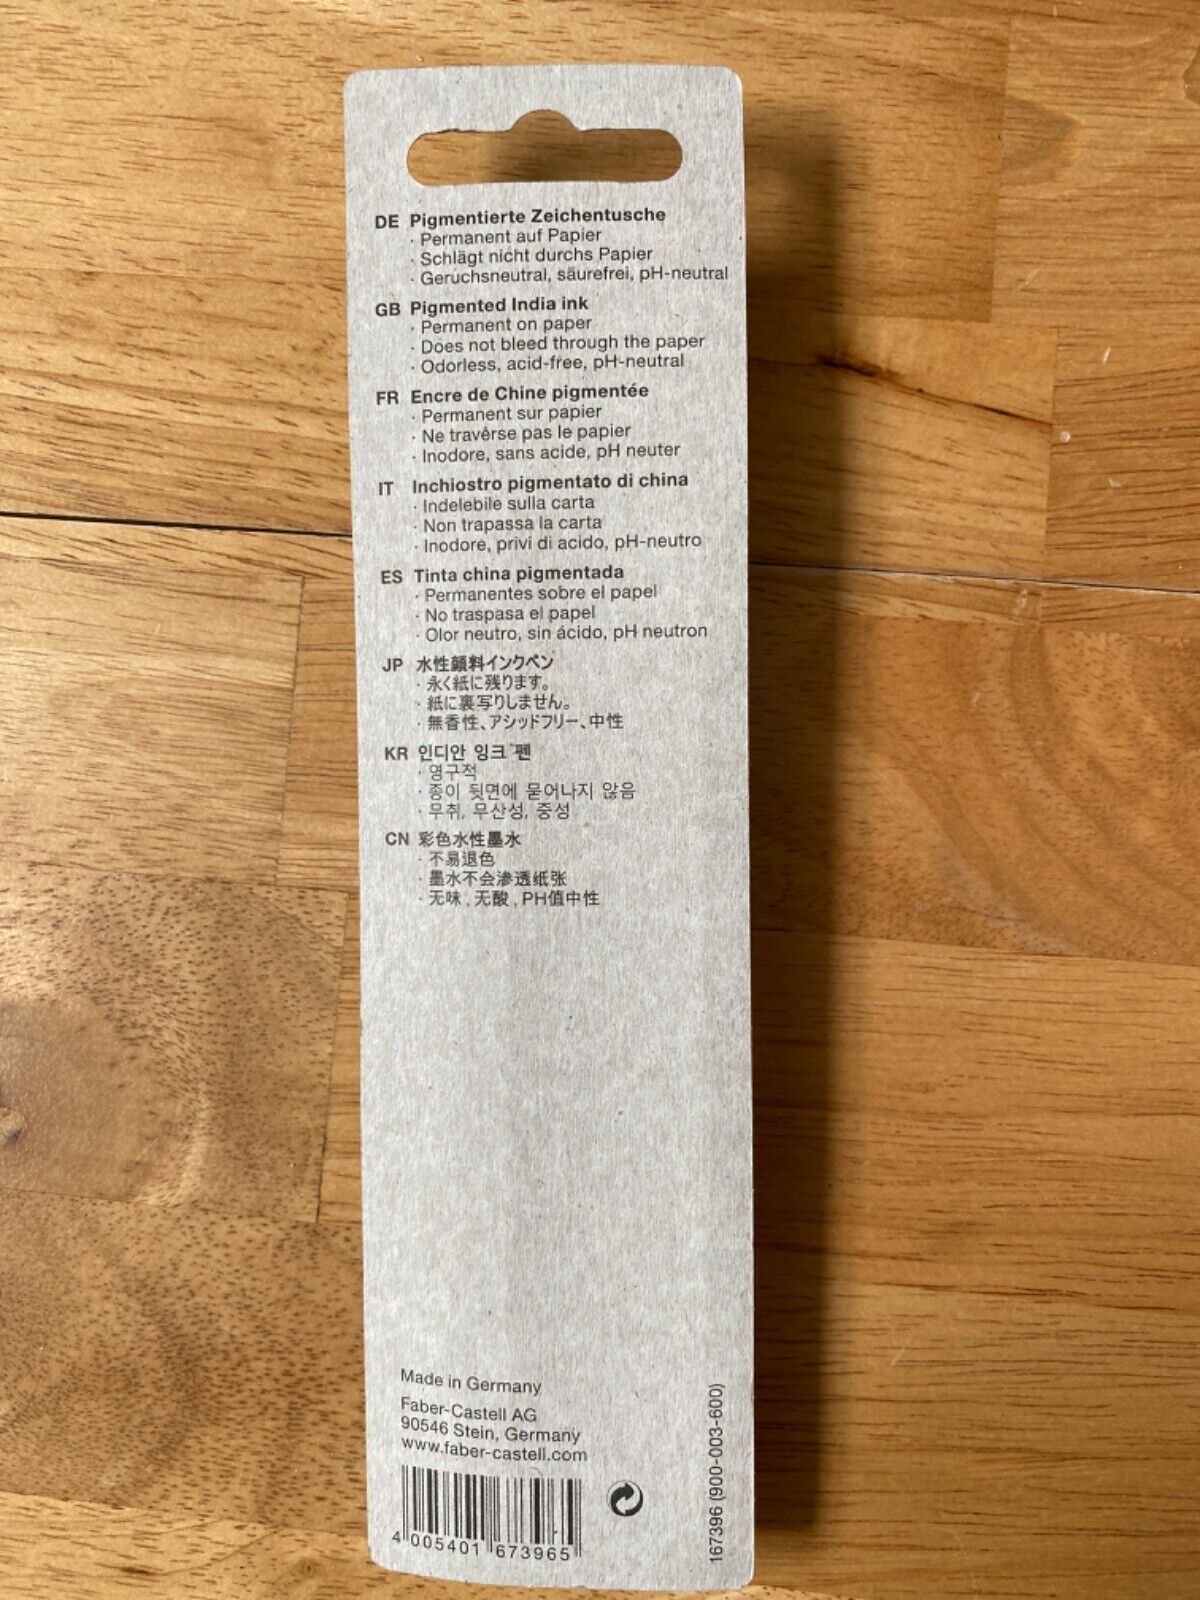 DE Pigmentierte Zeichentusche
· Permanent auf Papier
· Schlägt nicht durchs Papier
· Geruchsneutral, säurefrei, pH-neutral
GB Pigmented India ink
· Permanent on paper
· Does not bleed through the paper
· Odorless, acid-free, pH-neutral
FR Encre de Chine pigmentée
· Permanent sur papier
· Ne travêrse pas le papier
· Inodore, sans acide, pH neuter
IT Inchiostro pigmentato di china
· Indelebile sulla carta
· Non trapassa la carta
· Inodore, privi di acido, pH-neutro
ES Tinta china pigmentada
· Permanentes sobre el papel
· No traspasa el papel
· Olor neutro, sin ácido, pH neutron
JP 水性顔料インクペン
· 永く紙に残ります。
· 紙に裏写りしません。
· 無香性、アシッドフリー、中性
KR 인디안 잉크 펜
· 영구적
· 종이 뒷면에 묻어나지 않음
· 무취, 무산성, 중성
CN 彩色水性墨水
· 不易退色
· 墨水不会渗透纸张
· 无味, 无酸, PH值中性
Made in Germany
Faber-Castell AG
90546 Stein, Germany
www.faber-castell.com
4 005401 673965
167396 (900-003-600)